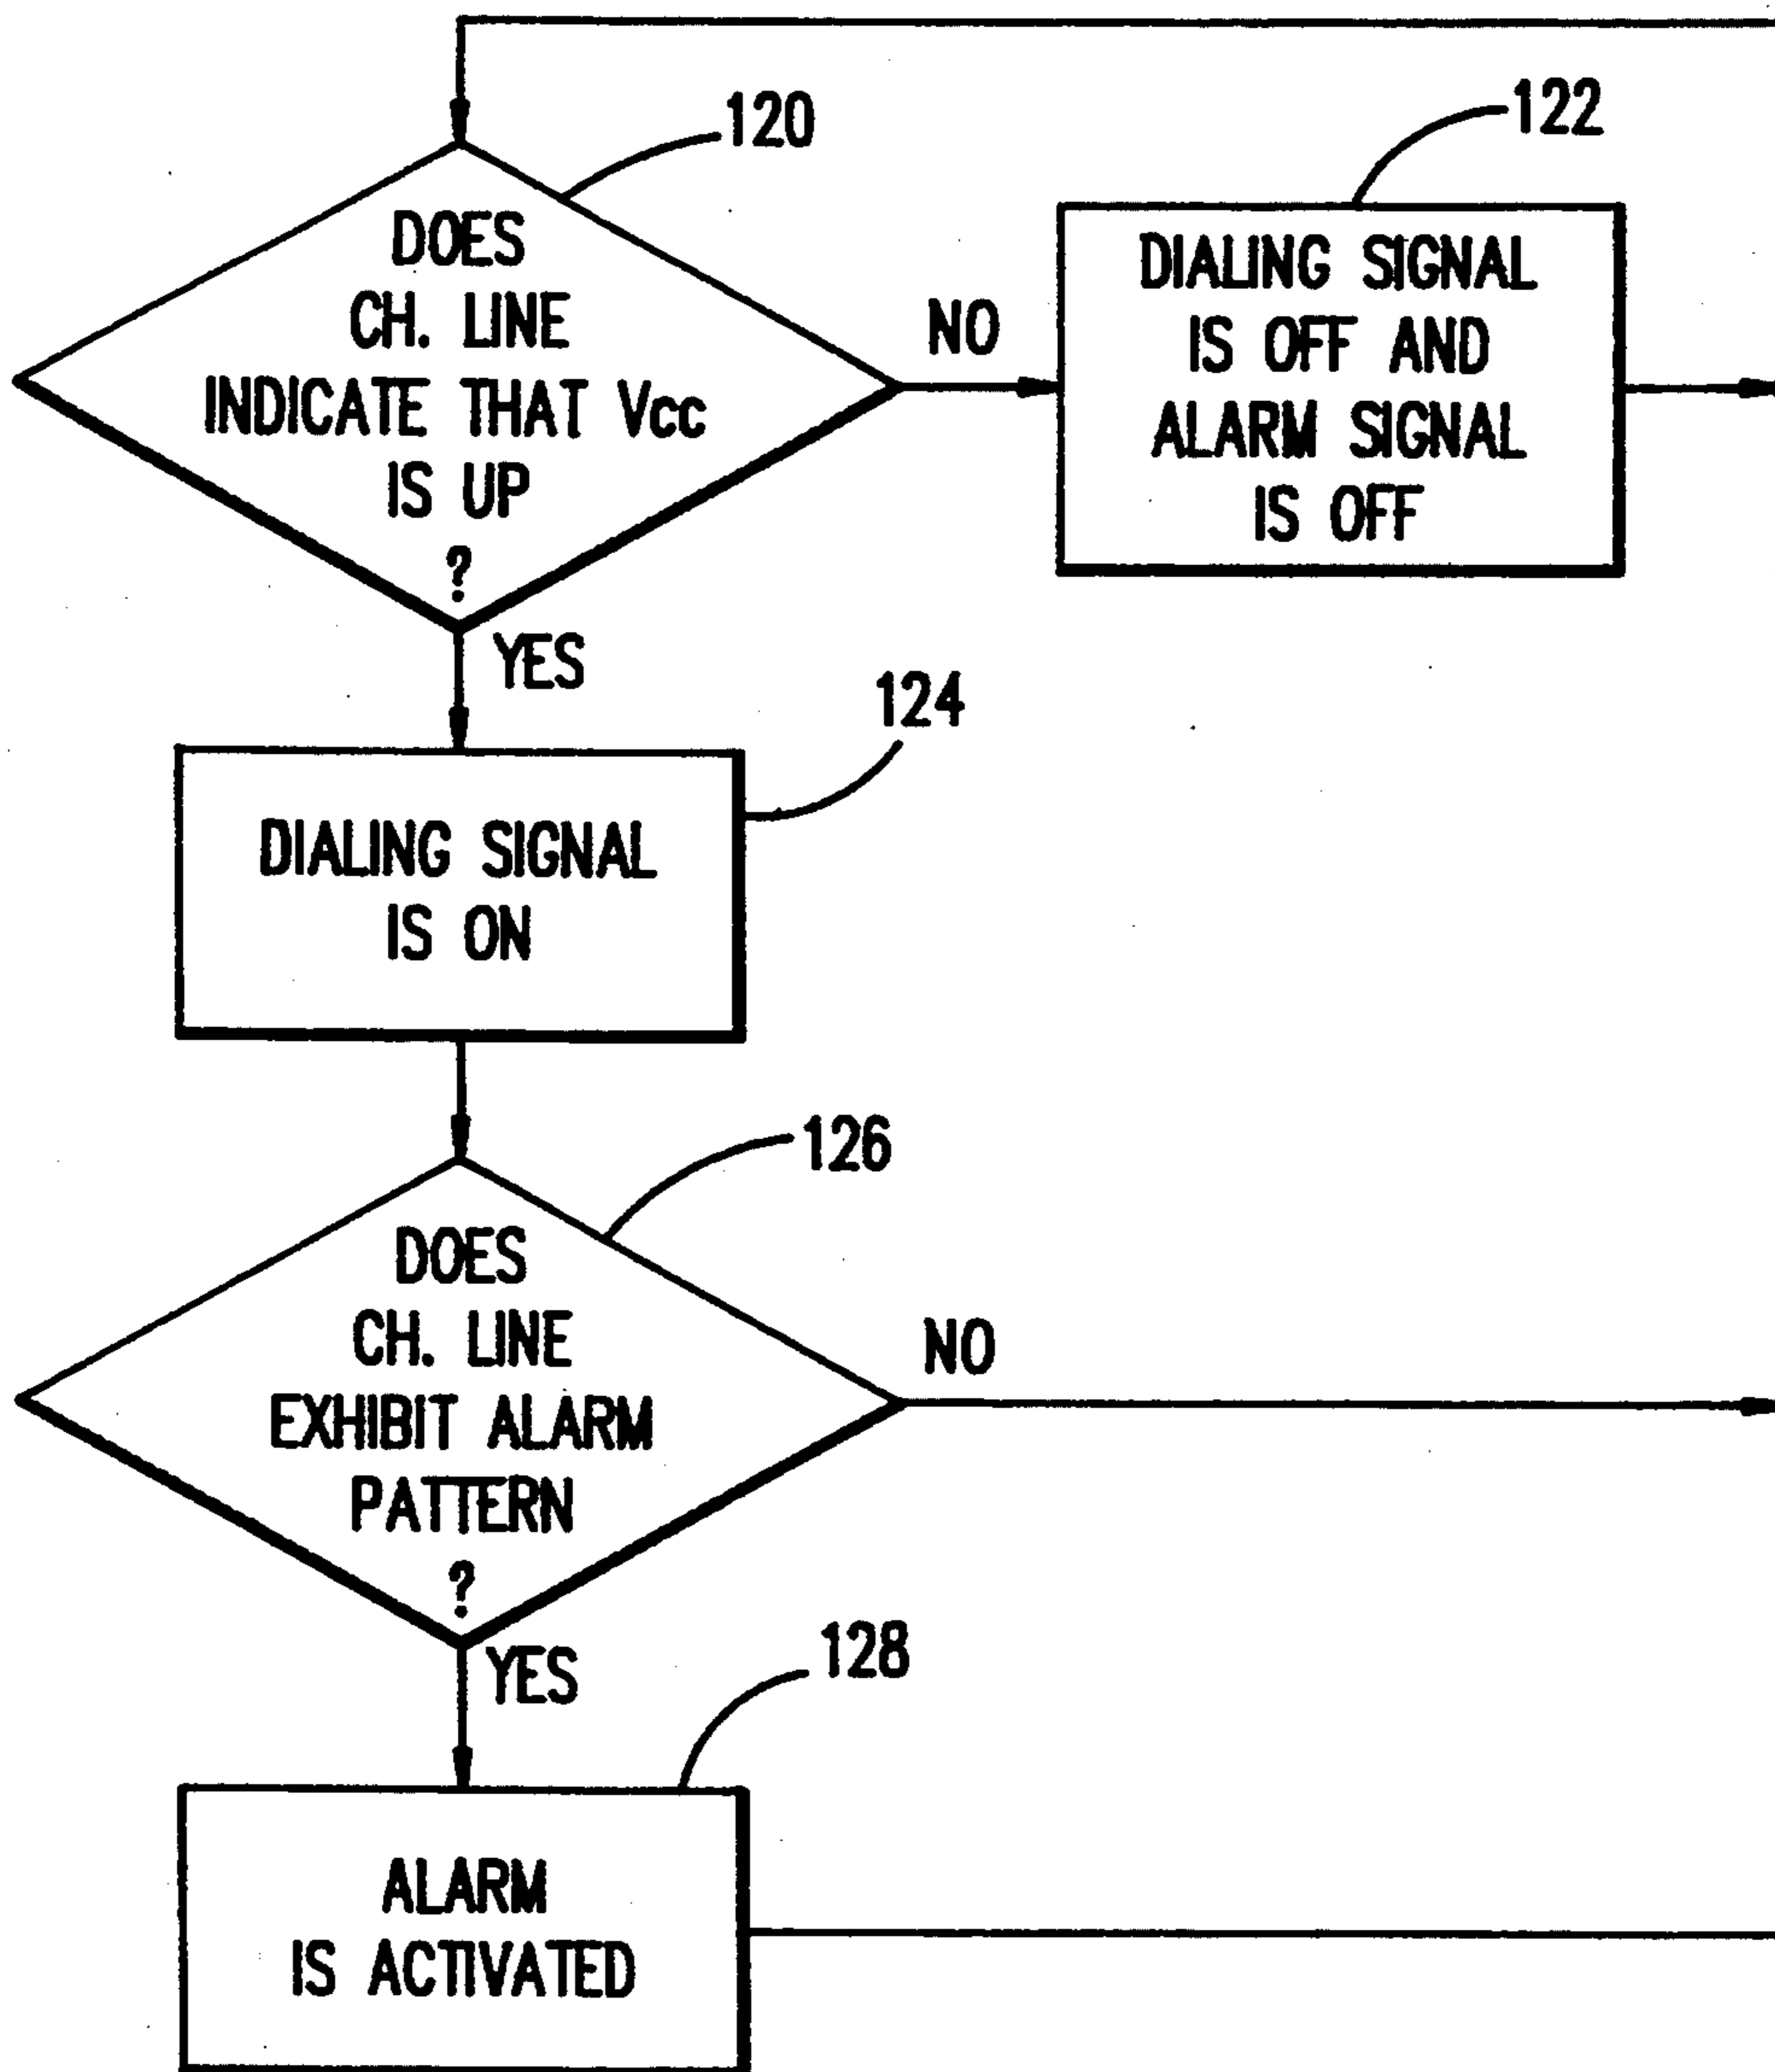 120
DOES
CH. LINE
INDICATE THAT Vcc
IS UP
?
NO
122
DIALING SIGNAL
IS OFF AND
ALARM SIGNAL
IS OFF
YES
124
DIALING SIGNAL
IS ON
126
DOES
CH. LINE
EXHIBIT ALARM
PATTERN
?
NO
YES
128
ALARM
IS ACTIVATED